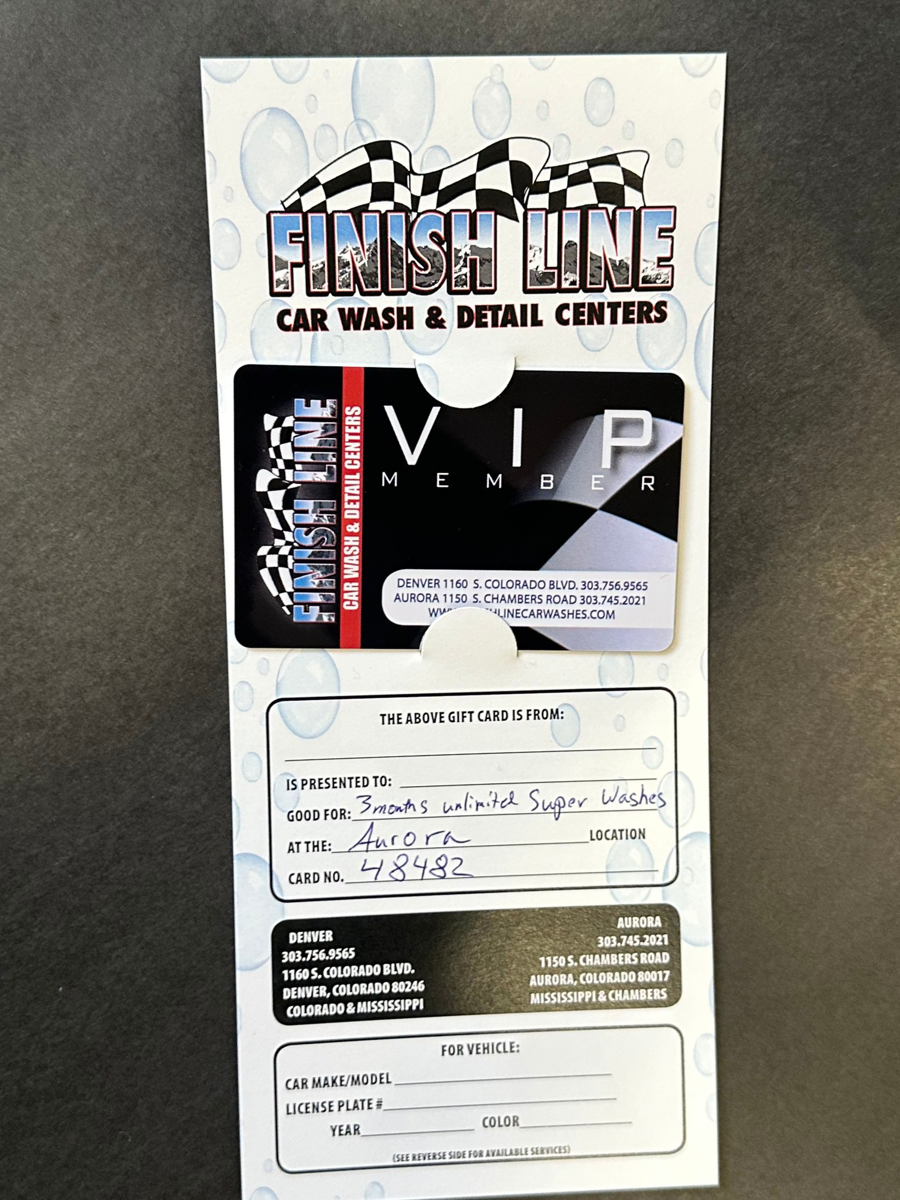 FINISH LINE
CAR WASH & DETAIL CENTERS
FINISH LINE
CAR WASH & DETAIL CENTERS
VIP
MEMBER
DENVER 1160 S. COLORADO BLVD. 303.756.9565
AURORA 1150 S. CHAMBERS ROAD 303.745.2021
HLINECARWASHES.COM
THE ABOVE GIFT CARD IS FROM:
IS PRESENTED TO:
GOOD FOR: 3 months unlimitd Super Washes
AT THE: Aurora LOCATION
CARD NO. 48482
DENVER
303.756.9565
1160 S. COLORADO BLVD.
DENVER, COLORADO 80246
COLORADO & MISSISSIPPI
AURORA
303.745.2021
1150 S. CHAMBERS ROAD
AURORA, COLORADO 80017
MISSISSIPPI & CHAMBERS
FOR VEHICLE:
CAR MAKE/MODEL
LICENSE PLATE #
YEAR COLOR
(SEE REVERSE SIDE FOR AVAILABLE SERVICES)